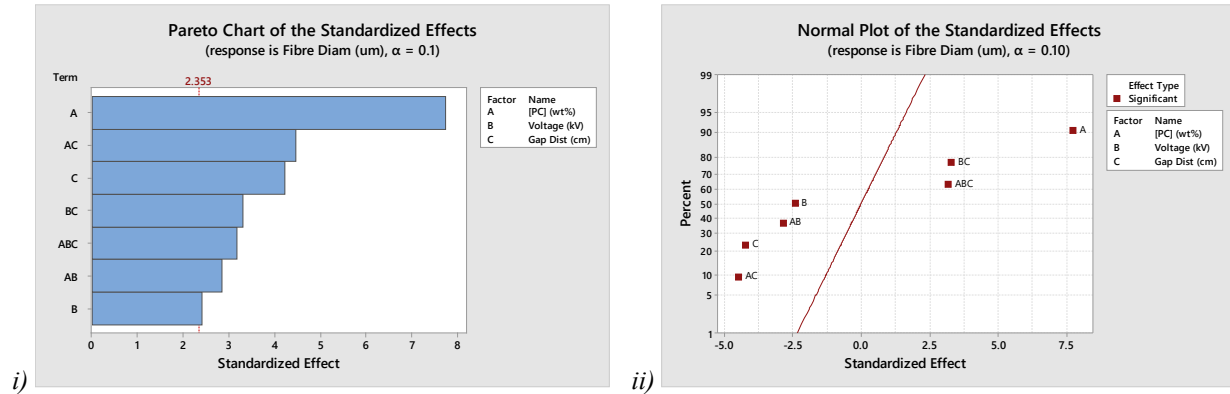 Pareto Chart of the Standardized Effects
(response is Fibre Diam (um), α = 0.1)
Term
2.353
A
AC
C
BC
ABC
AB
B
0 1 2 3 4 5 6 7 8
Standardized Effect
Factor Name
A [PC] (wt%)
B Voltage (kV)
C Gap Dist (cm)
i)
Normal Plot of the Standardized Effects
(response is Fibre Diam (um), α = 0.10)
Percent
99
95
90
80
70
60
50
40
30
20
10
5
1
A
BC
ABC
B
AB
C
AC
-5.0 -2.5 0.0 2.5 5.0 7.5
Standardized Effect
Effect Type
Significant
Factor Name
A [PC] (wt%)
B Voltage (kV)
C Gap Dist (cm)
ii)